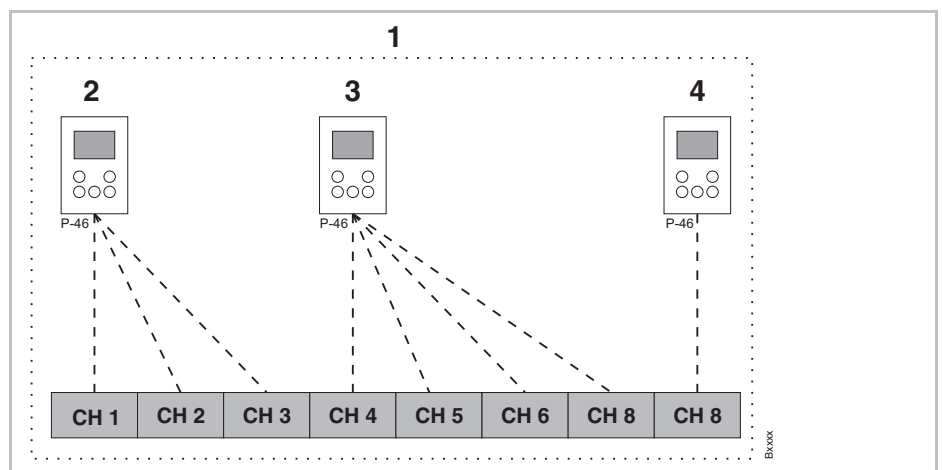 1
2 3 4
P-46 P-46 P-46
CH 1 CH 2 CH 3 CH 4 CH 5 CH 6 CH 8 CH 8
Bxxxx